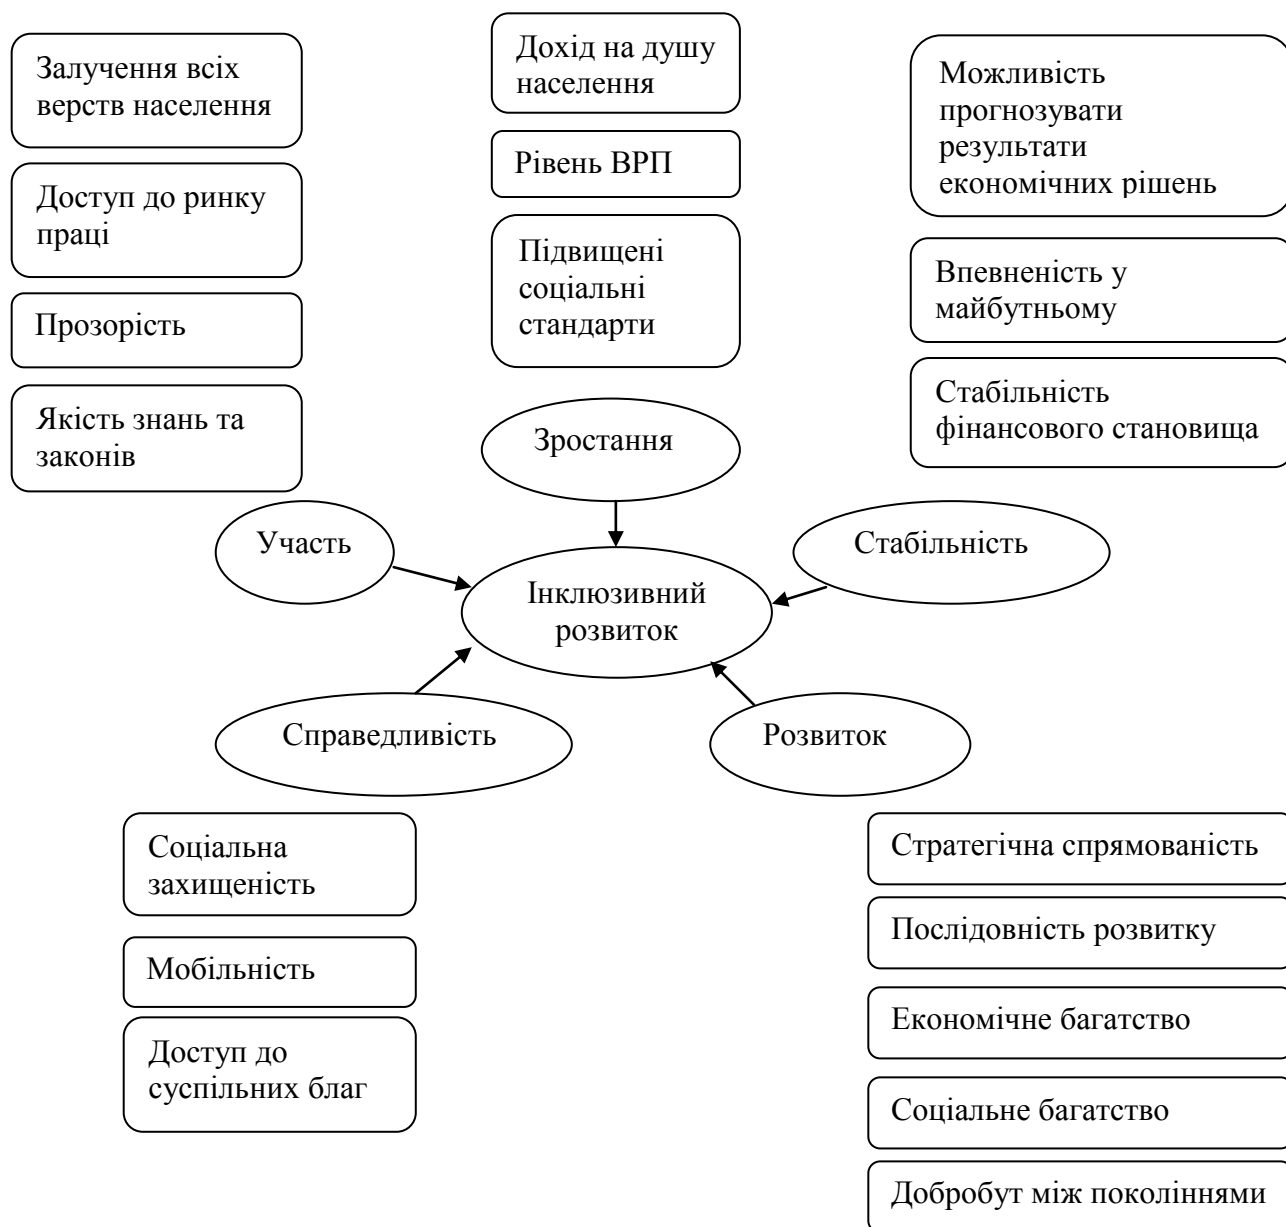 Залучення всіх
верств населення
Доступ до ринку
праці
Прозорість
Якість знань та
законів
Дохід на душу
населення
Рівень ВРП
Підвищені
соціальні
стандарти
Можливість
прогнозувати
результати
економічних рішень
Впевненість у
майбутньому
Стабільність
фінансового становища
Зростання
Участь
Стабільність
Інклюзивний
розвиток
Справедливість
Розвиток
Соціальна
захищеність
Мобільність
Доступ до
суспільних благ
Стратегічна спрямованість
Послідовність розвитку
Економічне багатство
Соціальне багатство
Добробут між поколіннями